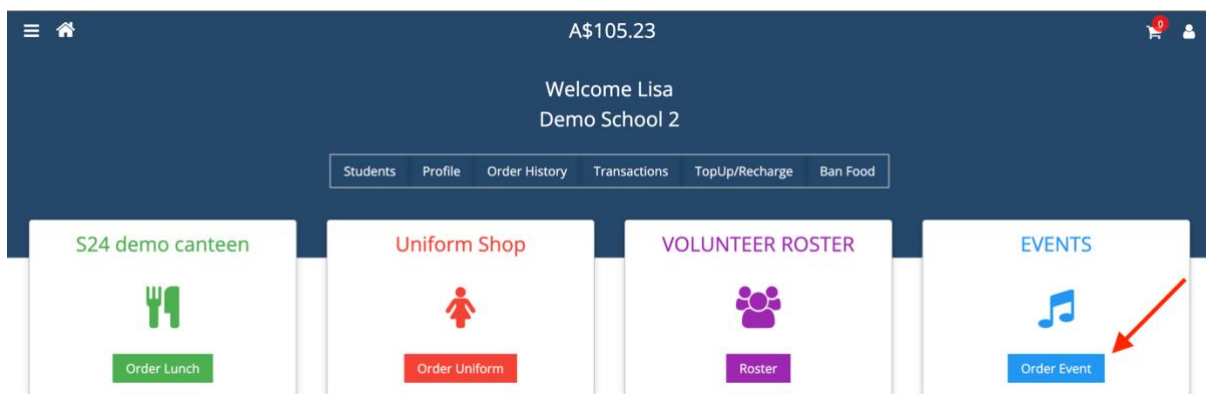 A$105.23
0
Welcome Lisa
Demo School 2
Students Profile Order History Transactions TopUp/Recharge Ban Food
S24 demo canteen Uniform Shop VOLUNTEER ROSTER EVENTS
Order Lunch Order Uniform Roster Order Event